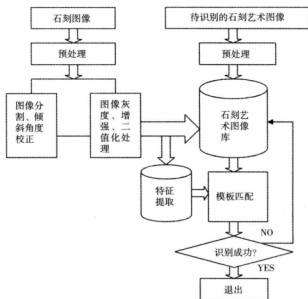 石刻图像
待识别的石刻艺术图像
预处理
预处理
图像分
割、倾
斜角度
校正
图像灰
度、增
强、二
值化处
理
石刻艺
术图像
库
特征
提取
模板匹配
NO
识别成功?
YES
退出